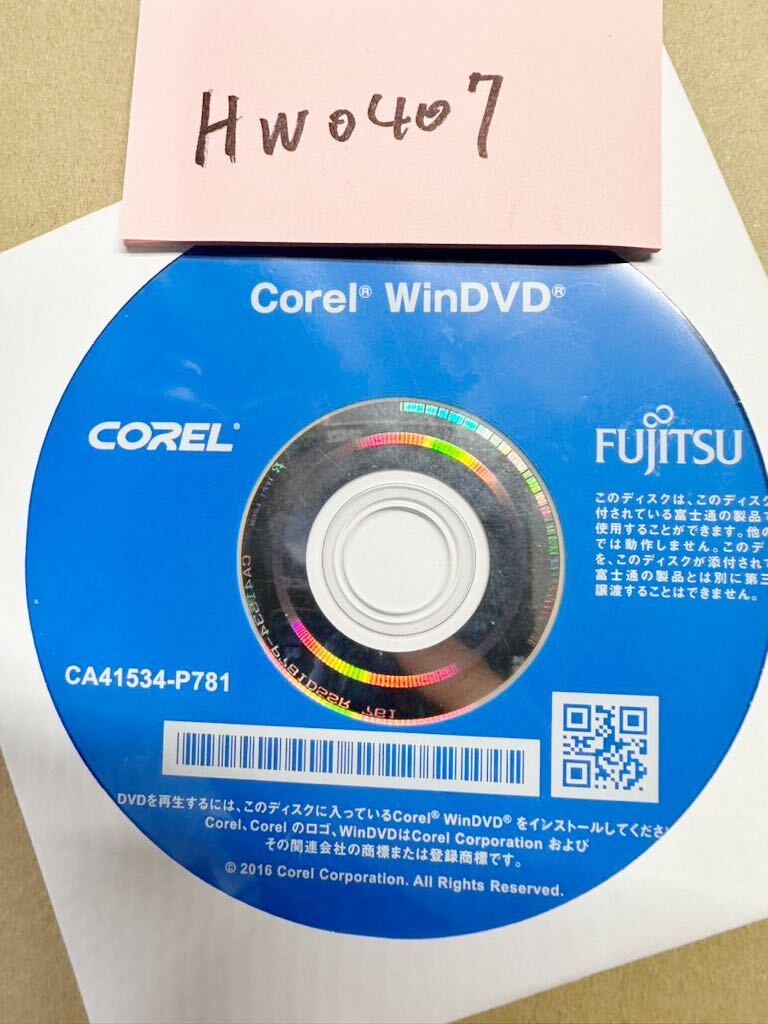 HW0407
Corel® WinDVD®
COREL®
FUJITSU
このディスクは、このディスク
付されている富士通の製品で
使用することができます。他の
では動作しません。このデ
を、このディスクが添付されて
富士通の製品とは別に第三
譲渡することはできません。
CA41534-P781
DVDを再生するには、このディスクに入っているCorel® WinDVD® をインストールしてくださ
Corel、Corel のロゴ、WinDVDはCorel Corporation および
その関連会社の商標または登録商標です。
© 2016 Corel Corporation. All Rights Reserved.